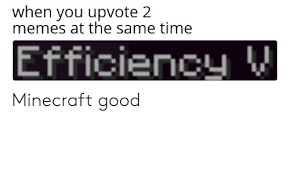 when you upvote 2
memes at the same time
Efficiency V
Minecraft good